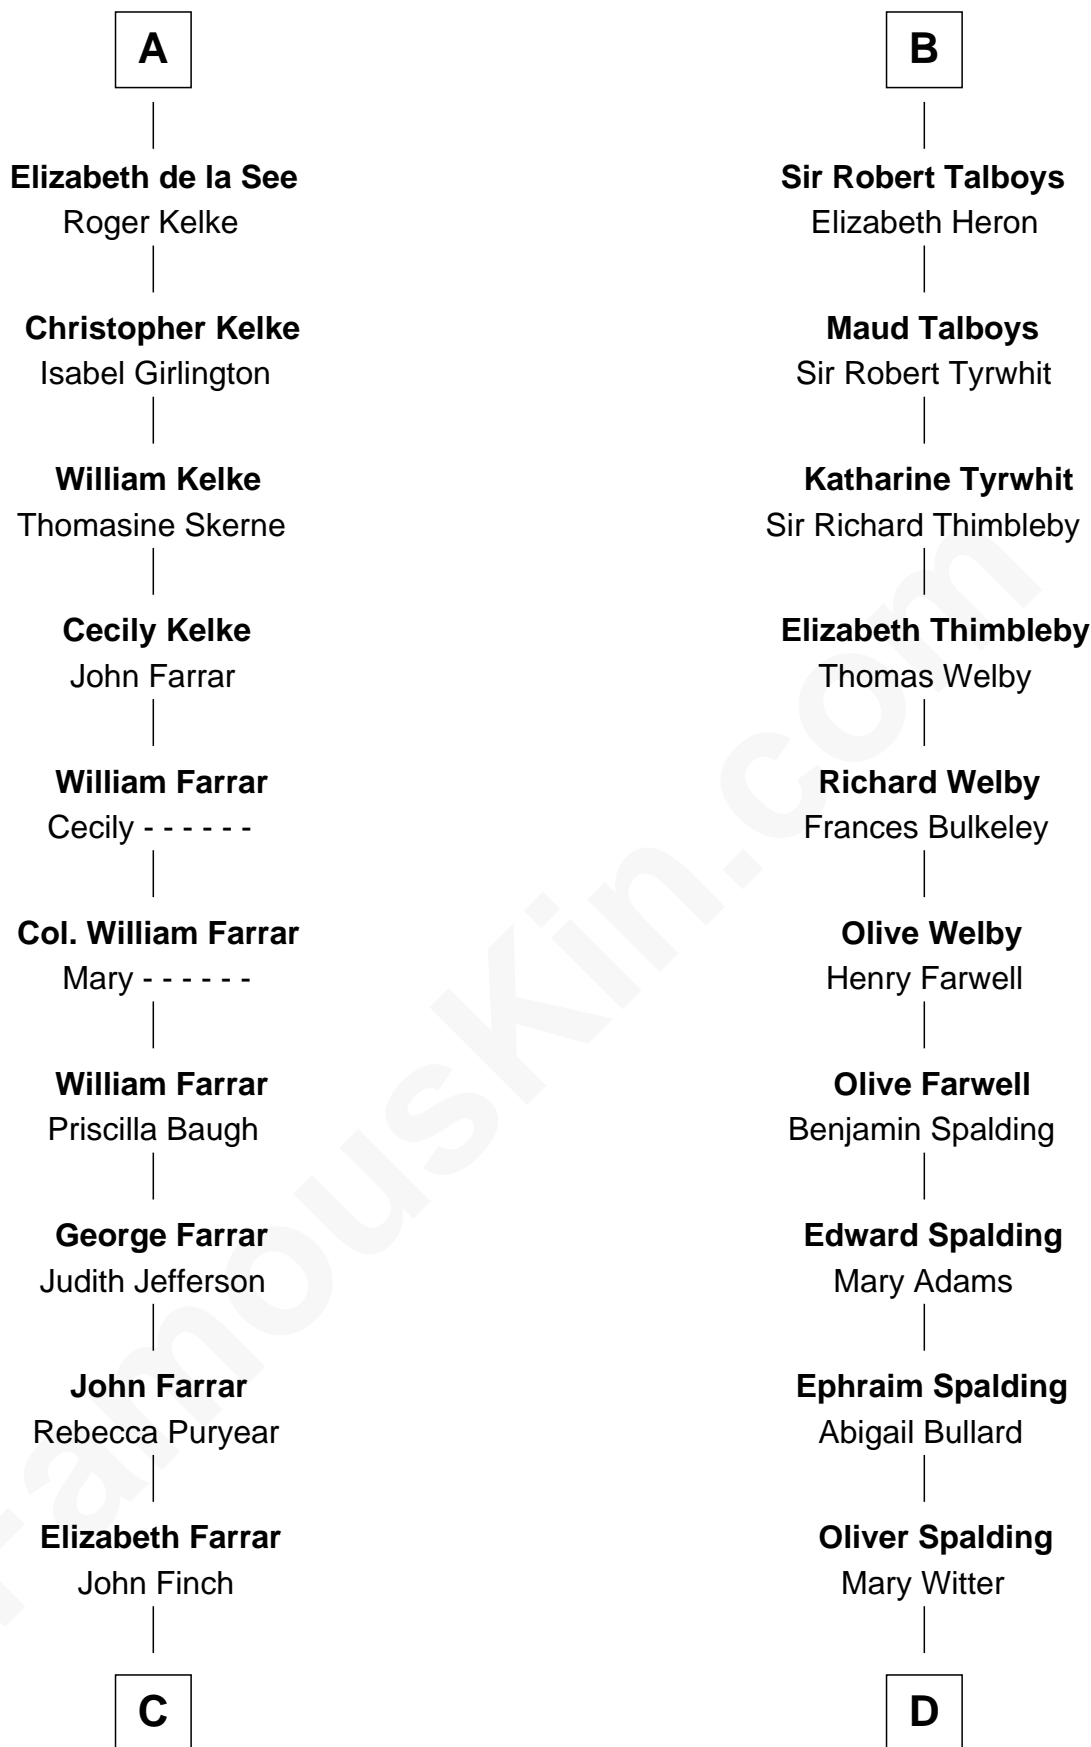 A
Elizabeth de la See
Roger Kelke
Christopher Kelke
Isabel Girlington
William Kelke
Thomasine Skerne
Cecily Kelke
John Farrar
William Farrar
Cecily - - - - - -
Col. William Farrar
Mary - - - - - -
William Farrar
Priscilla Baugh
George Farrar
Judith Jefferson
John Farrar
Rebecca Puryear
Elizabeth Farrar
John Finch
C
B
Sir Robert Talboys
Elizabeth Heron
Maud Talboys
Sir Robert Tyrwhit
Katharine Tyrwhit
Sir Richard Thimbleby
Elizabeth Thimbleby
Thomas Welby
Richard Welby
Frances Bulkeley
Olive Welby
Henry Farwell
Olive Farwell
Benjamin Spalding
Edward Spalding
Mary Adams
Ephraim Spalding
Abigail Bullard
Oliver Spalding
Mary Witter
D
FamousKin.com